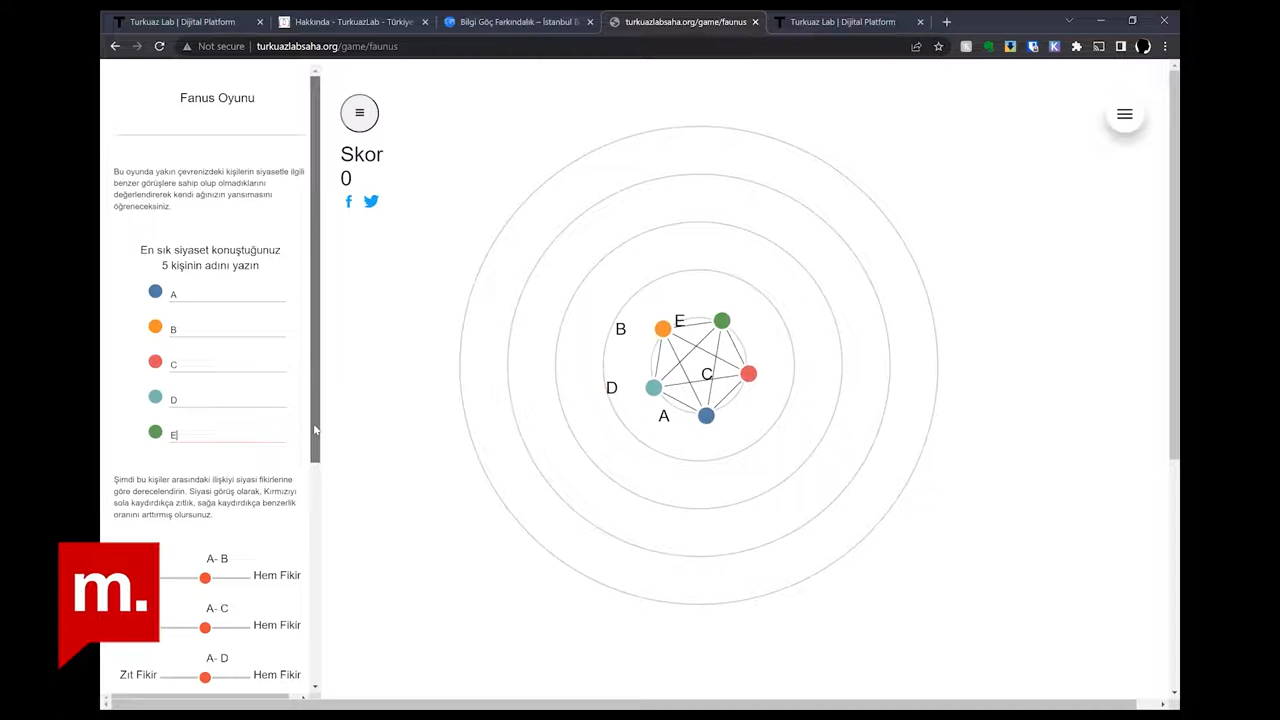 Turkuaz Lab | Dijital Platform
Hakkında - TurkuazLab - Türkiye
Bilgi Göç Farkındalık – İstanbul B
turkuazlabsaha.org/game/faunus
Turkuaz Lab | Dijital Platform
Not secure
turkuazlabsaha.org/game/faunus
Fanus Oyunu
Bu oyunda yakın çevrenizdeki kişilerin siyasetle ilgili
benzer görüşlere sahip olup olmadıklarını
değerlendirerek kendi ağınızın yansımasını
öğreneceksiniz.
En sık siyaset konuştuğunuz
5 kişinin adını yazın
A
B
C
D
E
Şimdi bu kişiler arasındaki ilişkiyi siyasi fikirlerine
göre derecelendirin. Siyasi görüş olarak, Kırmızıyı
sola kaydırdıkça zıtlık, sağa kaydırdıkça benzerlik
oranını arttırmış olursunuz.
A- B
Hem Fikir
A- C
Hem Fikir
A- D
Zıt Fikir
Hem Fikir
m.
Skor
0
B
E
C
D
A